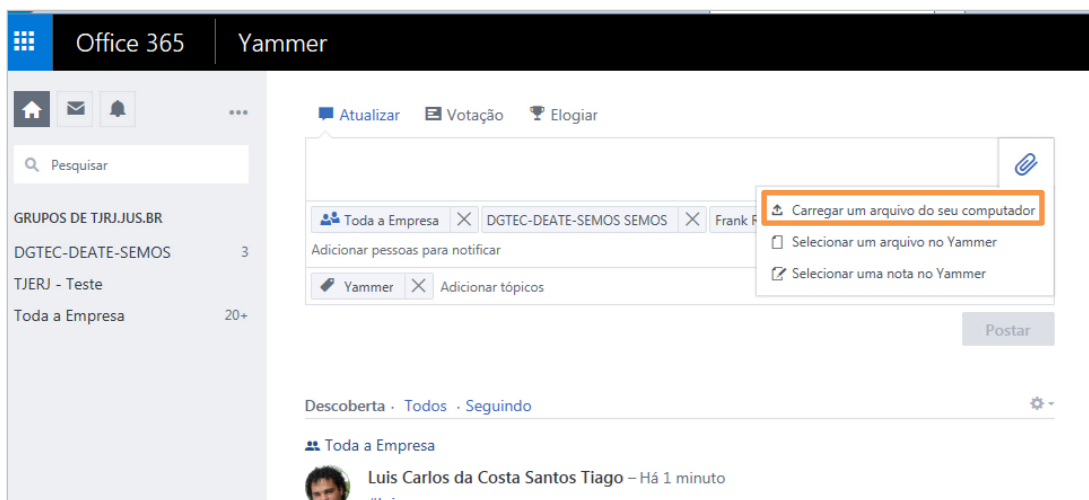 Office 365 Yammer
Atualizar Votação Elogiar
Pesquisar
GRUPOS DE TJRJ.JUS.BR
DGTEC-DEATE-SEMOS 3
TJERJ - Teste
Toda a Empresa 20+
Toda a Empresa DGTEC-DEATE-SEMOS SEMOS Frank R
Adicionar pessoas para notificar
Yammer Adicionar tópicos
Carregar um arquivo do seu computador
Selecionar um arquivo no Yammer
Selecionar uma nota no Yammer
Postar
Descoberta · Todos · Seguindo
Toda a Empresa
Luis Carlos da Costa Santos Tiago – Há 1 minuto